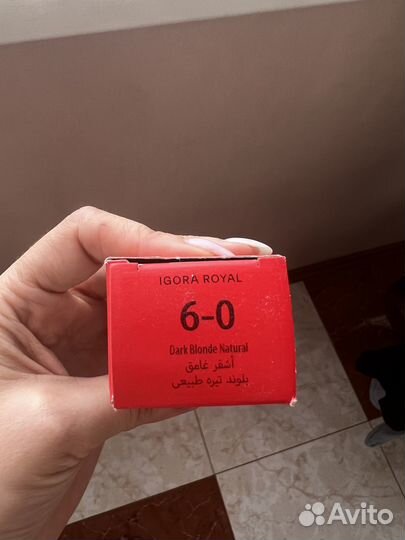 IGORA ROYAL
6-0
Dark Blonde Natural
أشقر غامق
بلوند تیره طبیعی
Avito